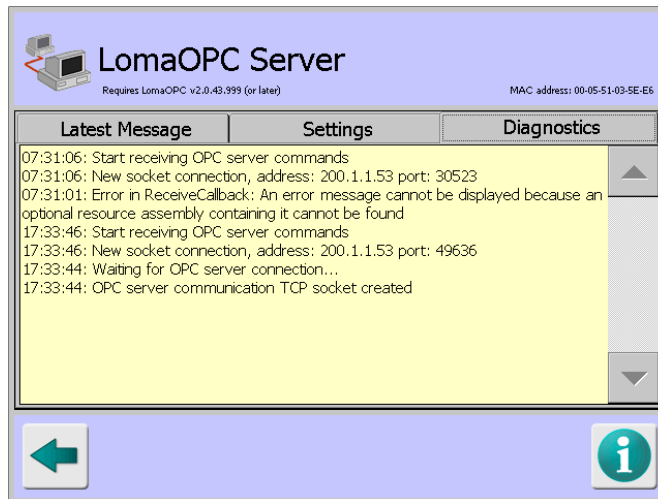 LomaOPC Server
Requires LomaOPC v2.0.43.999 (or later)
MAC address: 00-05-51-03-5E-E6
Latest Message
Settings
Diagnostics
07:31:06: Start receiving OPC server commands
07:31:06: New socket connection, address: 200.1.1.53 port: 30523
07:31:01: Error in ReceiveCallback: An error message cannot be displayed because an
optional resource assembly containing it cannot be found
17:33:46: Start receiving OPC server commands
17:33:46: New socket connection, address: 200.1.1.53 port: 49636
17:33:44: Waiting for OPC server connection...
17:33:44: OPC server communication TCP socket created